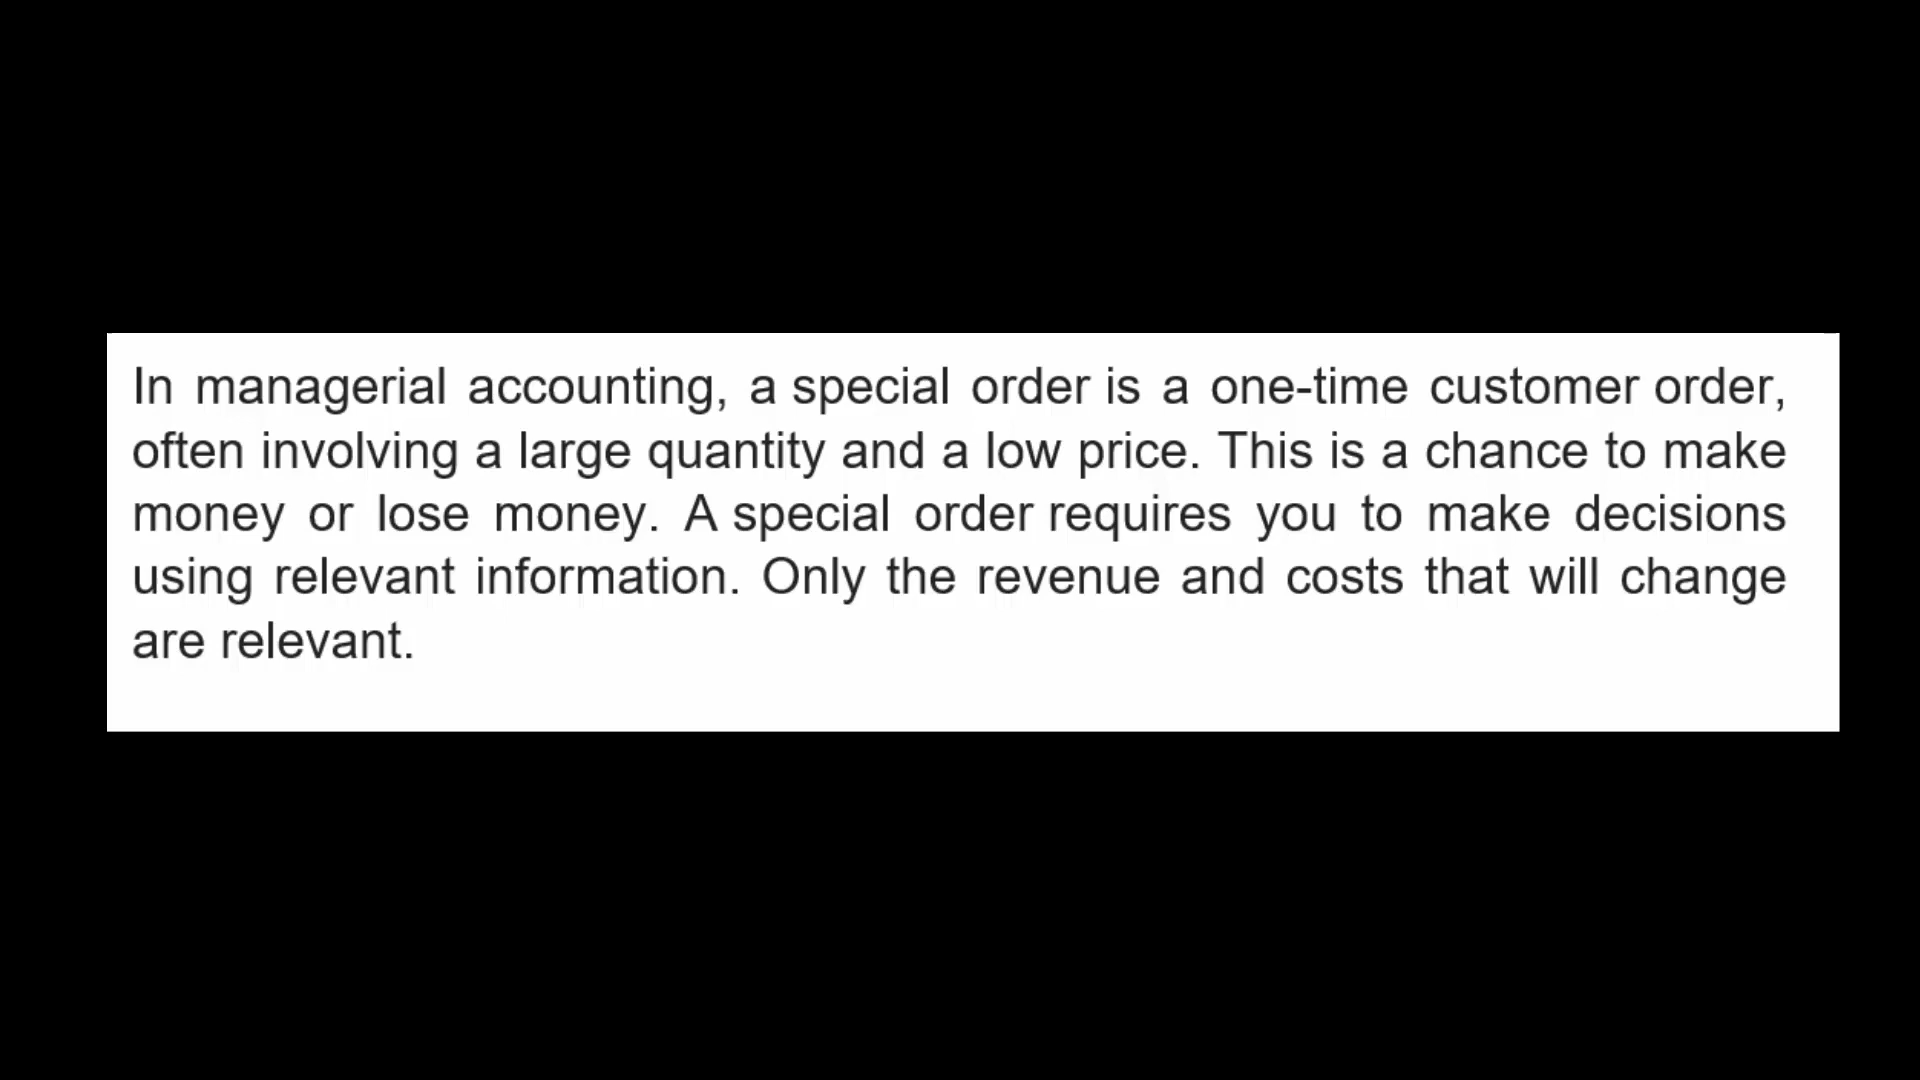 In managerial accounting, a special order is a one-time customer order,
often involving a large quantity and a low price. This is a chance to make
money or lose money. A special order requires you to make decisions
using relevant information. Only the revenue and costs that will change
are relevant.